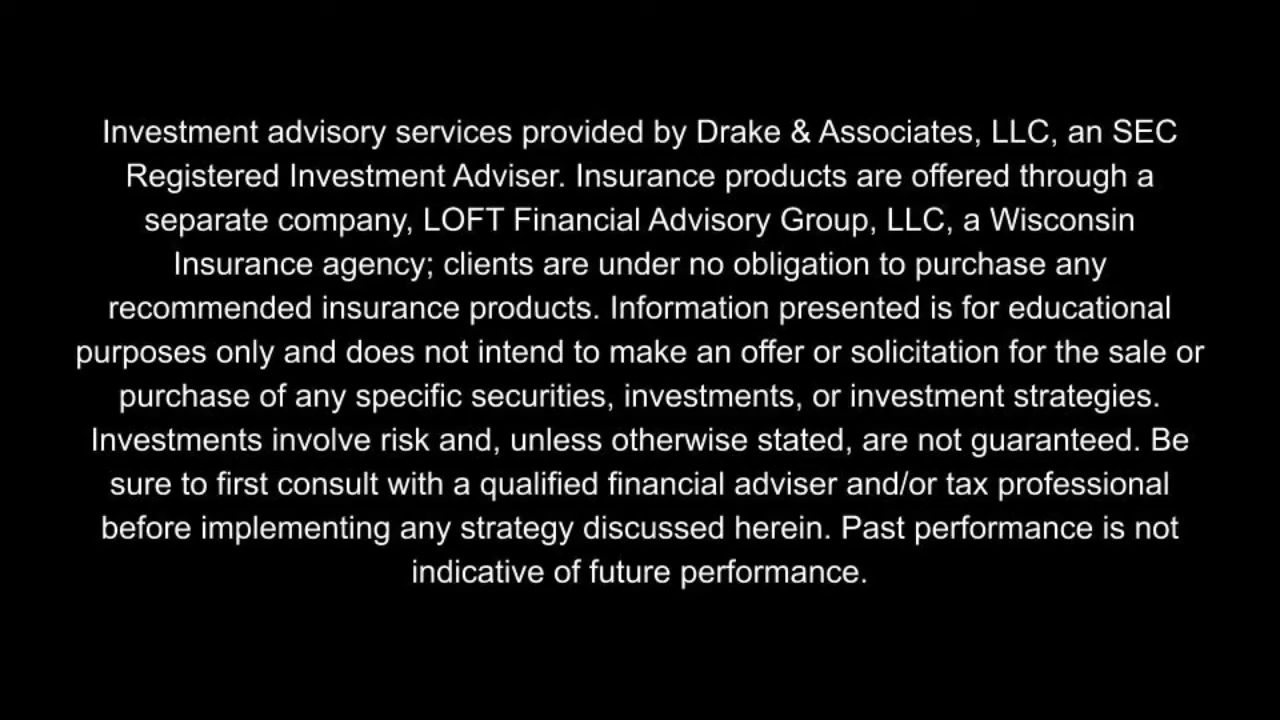 Investment advisory services provided by Drake & Associates, LLC, an SEC
Registered Investment Adviser. Insurance products are offered through a
separate company, LOFT Financial Advisory Group, LLC, a Wisconsin
Insurance agency; clients are under no obligation to purchase any
recommended insurance products. Information presented is for educational
purposes only and does not intend to make an offer or solicitation for the sale or
purchase of any specific securities, investments, or investment strategies.
Investments involve risk and, unless otherwise stated, are not guaranteed. Be
sure to first consult with a qualified financial adviser and/or tax professional
before implementing any strategy discussed herein. Past performance is not
indicative of future performance.